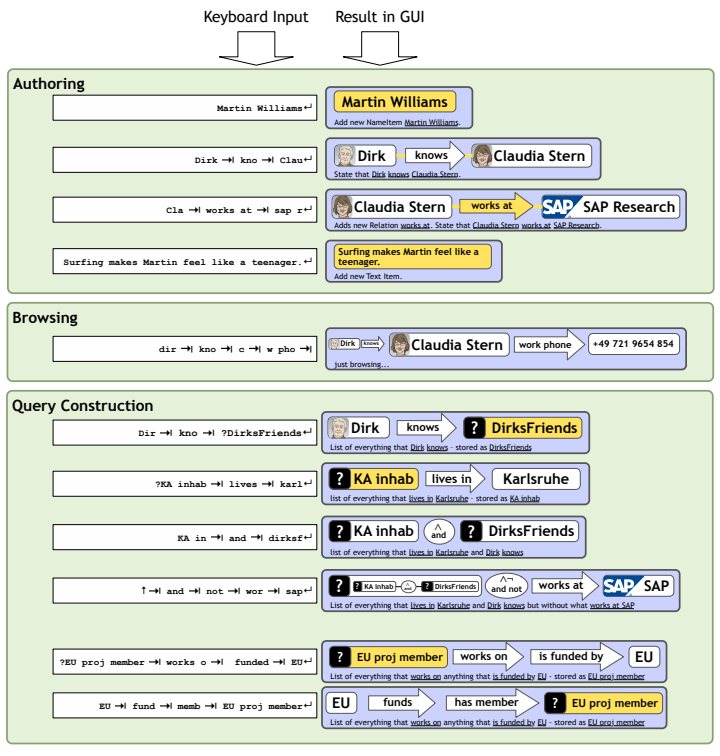 Keyboard Input Result in GUI
Authoring
Martin Williams↵
Martin Williams
Add new NameItem Martin Williams.
Dirk →| kno →| Clau↵
Dirk knows Claudia Stern
State that Dirk knows Claudia Stern.
Cla →| works at →| sap r↵
Claudia Stern works at SAP SAP Research
Adds new Relation works at. State that Claudia Stern works at SAP Research.
Surfing makes Martin feel like a teenager.↵
Surfing makes Martin feel like a
teenager.
Add new Text Item.
Browsing
dir →| kno →| c →| w pho →|
Dirk knows Claudia Stern work phone +49 721 9654 854
just browsing...
Query Construction
Dir →| kno →| ?DirksFriends↵
Dirk knows ? DirksFriends
List of everything that Dirk knows - stored as DirksFriends
?KA inhab →| lives →| karl↵
? KA inhab lives in Karlsruhe
list of everything that lives in Karlsruhe - stored as KA inhab
KA in →| and →| dirksf↵
? KA inhab ^ and ? DirksFriends
list of everything that lives in Karlsruhe and Dirk knows
↑ →| and →| not →| wor →| sap↵
? ? KA inhab ^ and ? DirksFriends ^¬ and not works at SAP SAP
List of everything that lives in Karlsruhe and Dirk knows but without what works at SAP
?EU proj member →| works o →| funded →| EU↵
? EU proj member works on is funded by EU
List of everything that works on anything that is funded by EU - stored as EU proj member
EU →| fund →| memb →| EU proj member↵
EU funds has member ? EU proj member
List of everything that works on anything that is funded by EU - stored as EU proj member